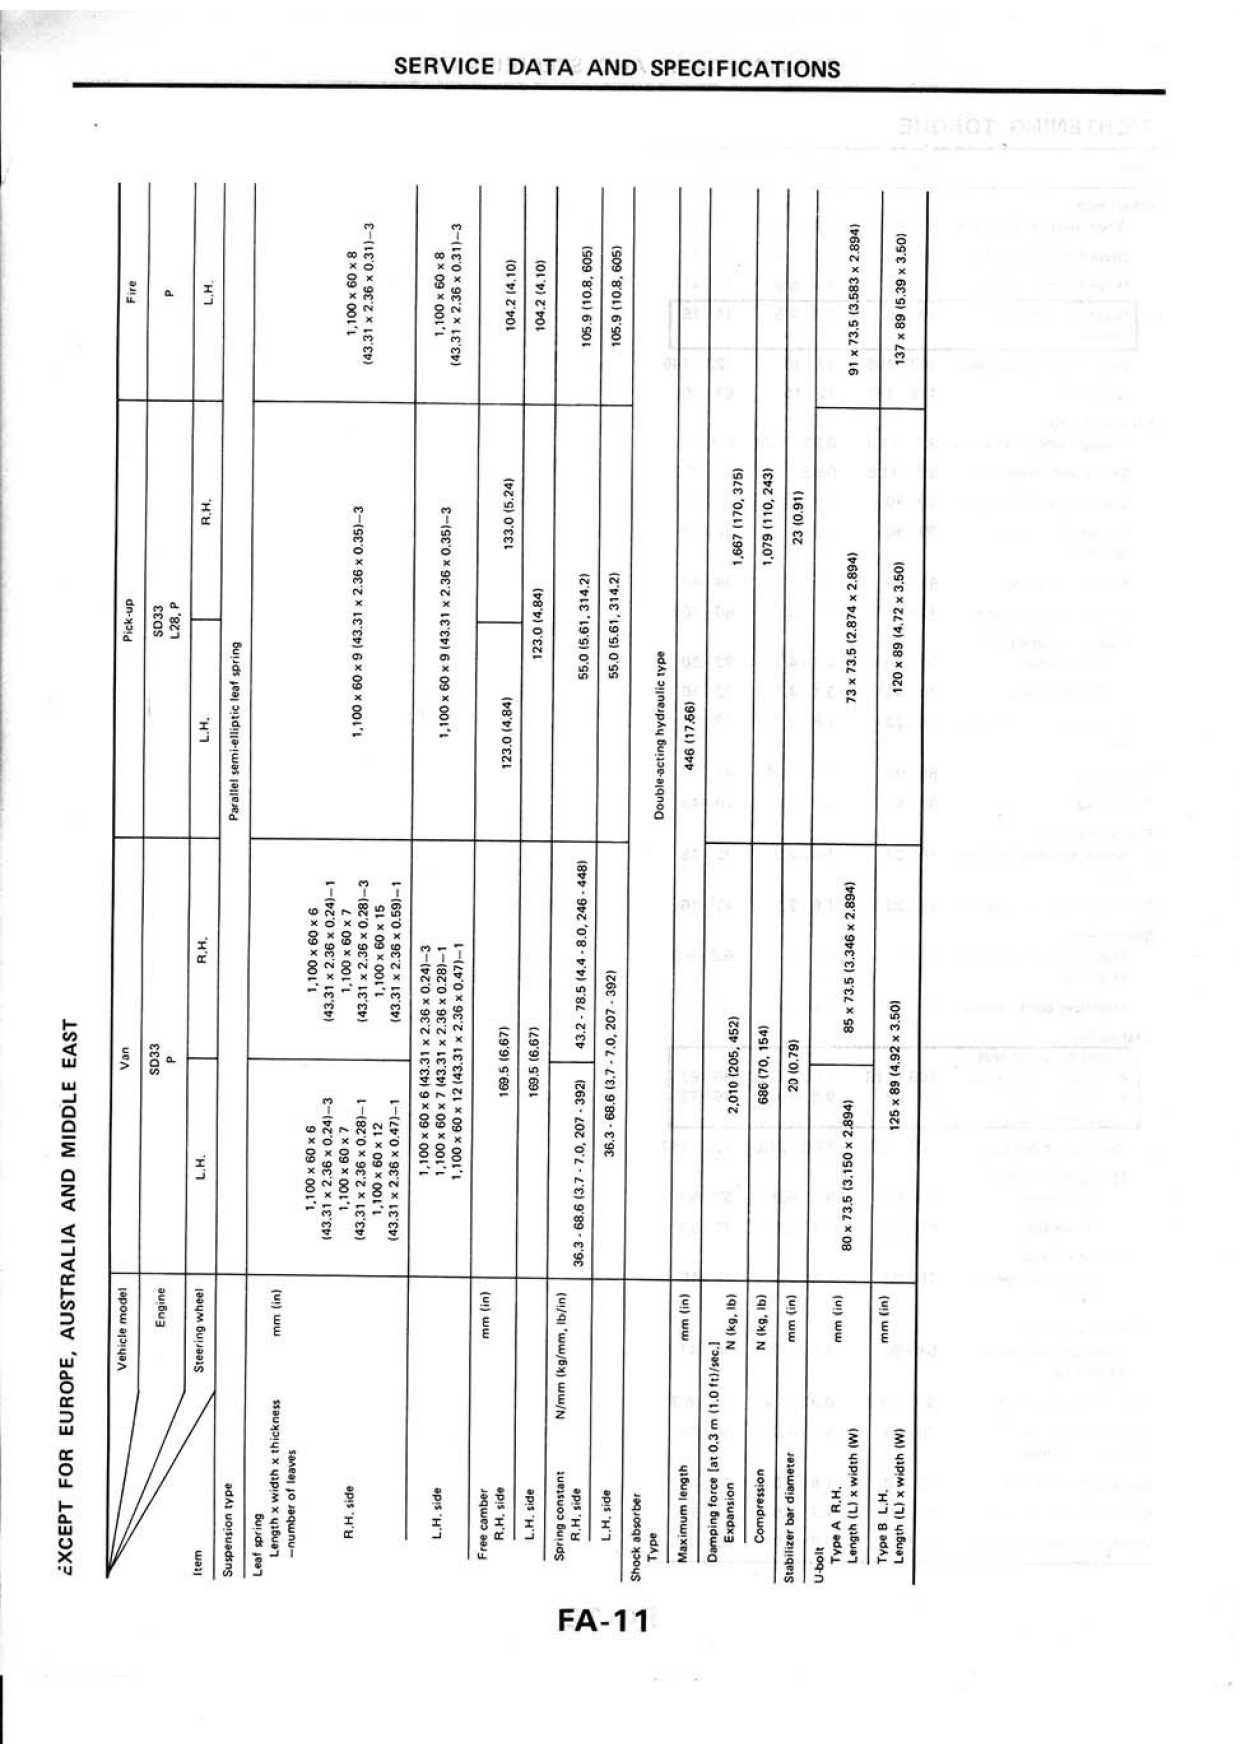 SERVICE DATA AND SPECIFICATIONS
EXCEPT FOR EUROPE, AUSTRALIA AND MIDDLE EAST
Vehicle model Van Pick-up Fire
Engine SD33 P SD33 L28, P P
Item Steering wheel L.H. R.H. L.H. R.H. L.H.
Suspension type Parallel semi-elliptic leaf spring
Leaf spring
Length x width x thickness mm (in)
—number of leaves
R.H. side
1,100 x 60 x 6
(43.31 x 2.36 x 0.24)—3
1,100 x 60 x 7
(43.31 x 2.36 x 0.28)—1
1,100 x 60 x 12
(43.31 x 2.36 x 0.47)—1
1,100 x 60 x 6
(43.31 x 2.36 x 0.24)—1
1,100 x 60 x 7
(43.31 x 2.36 x 0.28)—3
1,100 x 60 x 15
(43.31 x 2.36 x 0.59)—1
1,100 x 60 x 9 (43.31 x 2.36 x 0.35)—3
1,100 x 60 x 8
(43.31 x 2.36 x 0.31)—3
L.H. side
1,100 x 60 x 6 (43.31 x 2.36 x 0.24)—3
1,100 x 60 x 7 (43.31 x 2.36 x 0.28)—1
1,100 x 60 x 12 (43.31 x 2.36 x 0.47)—1
1,100 x 60 x 9 (43.31 x 2.36 x 0.35)—3
1,100 x 60 x 8
(43.31 x 2.36 x 0.31)—3
Free camber mm (in)
R.H. side 169.5 (6.67) 123.0 (4.84) 133.0 (5.24) 104.2 (4.10)
L.H. side 169.5 (6.67) 123.0 (4.84) 104.2 (4.10)
Spring constant N/mm (kg/mm, lb/in)
R.H. side 36.3 - 68.6 (3.7 - 7.0, 207 - 392) 43.2 - 78.5 (4.4 - 8.0, 246 - 448) 55.0 (5.61, 314.2) 105.9 (10.8, 605)
L.H. side 36.3 - 68.6 (3.7 - 7.0, 207 - 392) 55.0 (5.61, 314.2) 105.9 (10.8, 605)
Shock absorber
Type Double-acting hydraulic type
Maximum length mm (in) 446 (17.56)
Damping force [at 0.3 m (1.0 ft)/sec.]
Expansion N (kg, lb) 2,010 (205, 452) 1,667 (170, 375)
Compression N (kg, lb) 686 (70, 154) 1,079 (110, 243)
Stabilizer bar diameter mm (in) 20 (0.79) 23 (0.91)
U-bolt
Type A R.H.
Length (L) x width (W) mm (in) 80 x 73.5 (3.150 x 2.894) 85 x 73.5 (3.346 x 2.894) 73 x 73.5 (2.874 x 2.894) 91 x 73.5 (3.583 x 2.894)
Type B L.H.
Length (L) x width (W) mm (in) 125 x 89 (4.92 x 3.50) 120 x 89 (4.72 x 3.50) 137 x 89 (5.39 x 3.50)
FA-11